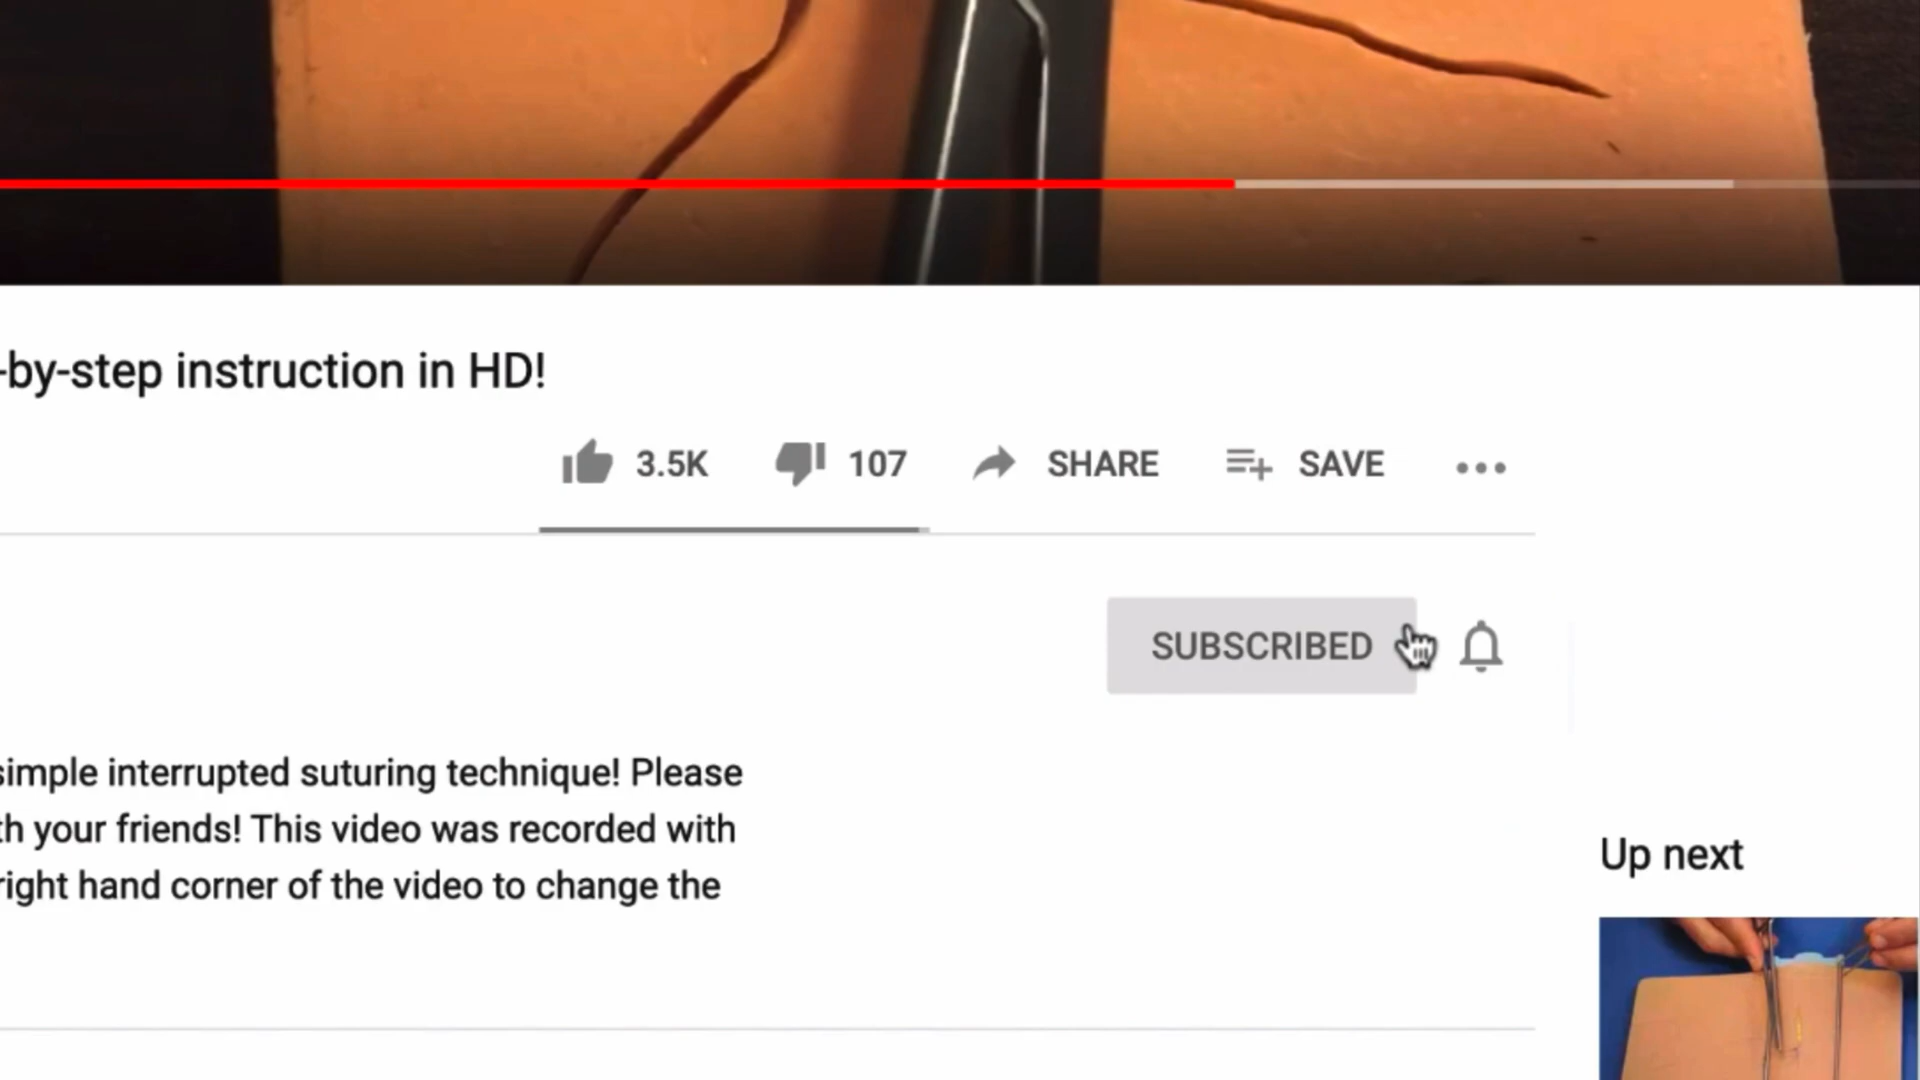 -by-step instruction in HD!
3.5K 107 SHARE SAVE
SUBSCRIBED
simple interrupted suturing technique! Please
th your friends! This video was recorded with
right hand corner of the video to change the
Up next